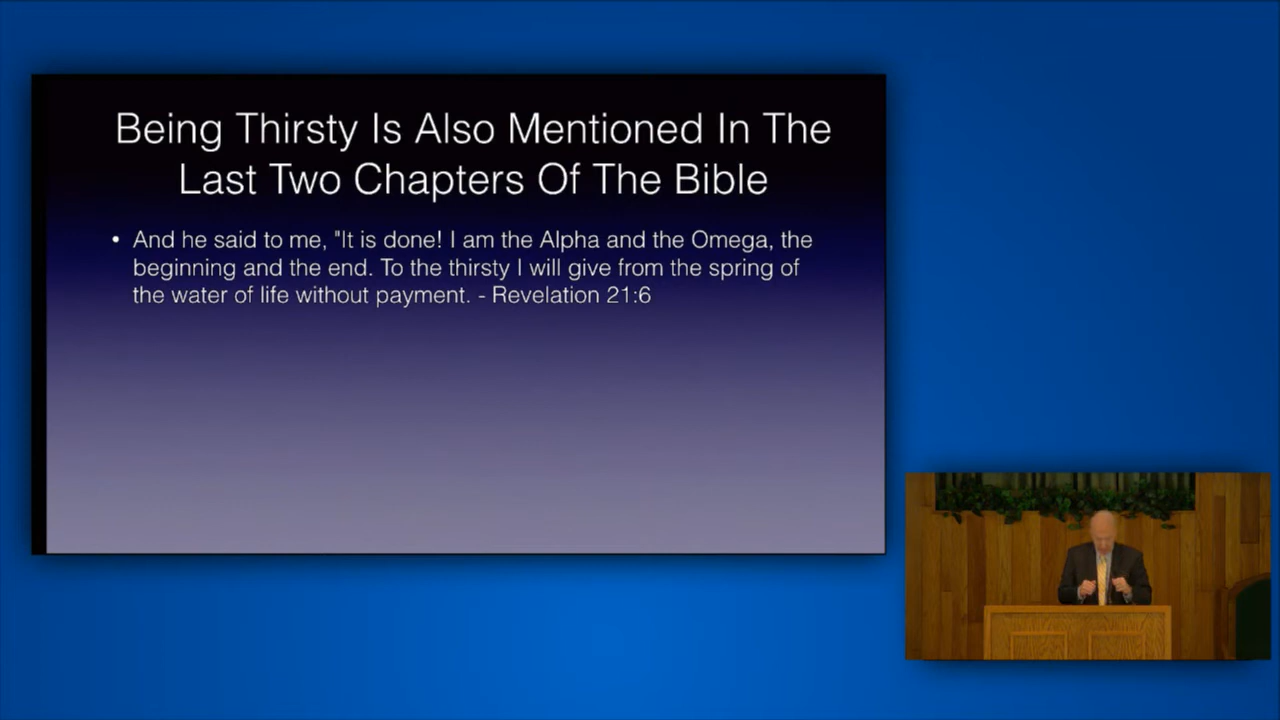 Being Thirsty Is Also Mentioned In The
Last Two Chapters Of The Bible
• And he said to me, "It is done! I am the Alpha and the Omega, the
beginning and the end. To the thirsty I will give from the spring of
the water of life without payment. - Revelation 21:6